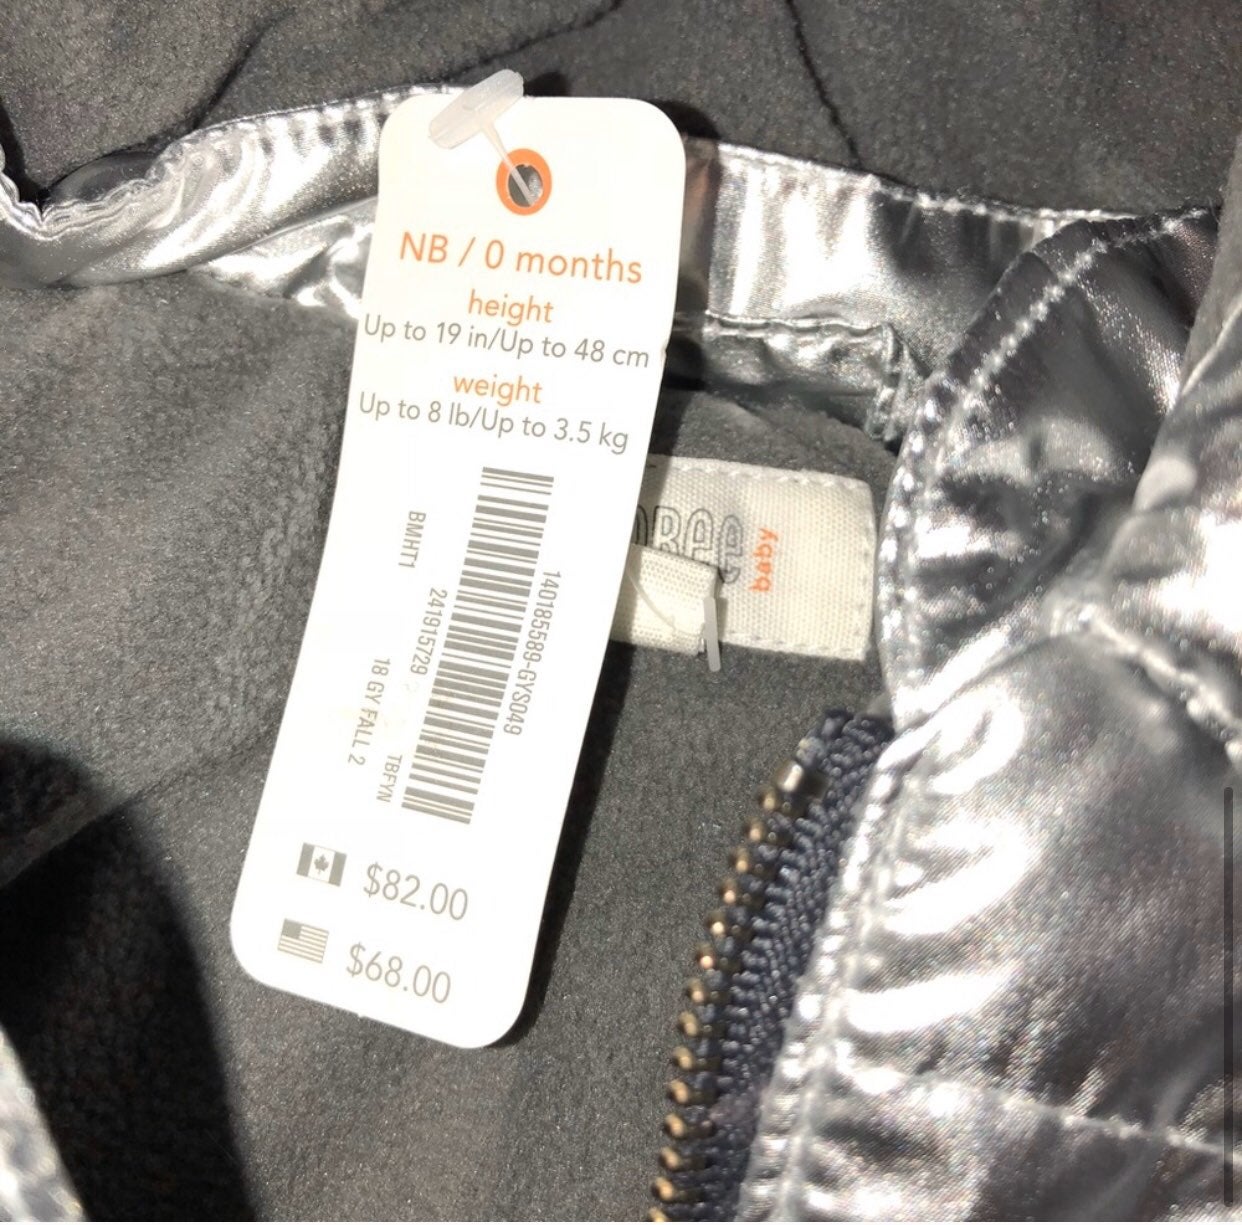 NB / 0 months
height
Up to 19 in/Up to 48 cm
weight
Up to 8 lb/Up to 3.5 kg
140185589-GYS049
BMHT1
241915729
18 GY FALL 2
TBFYN
$82.00
$68.00
baby